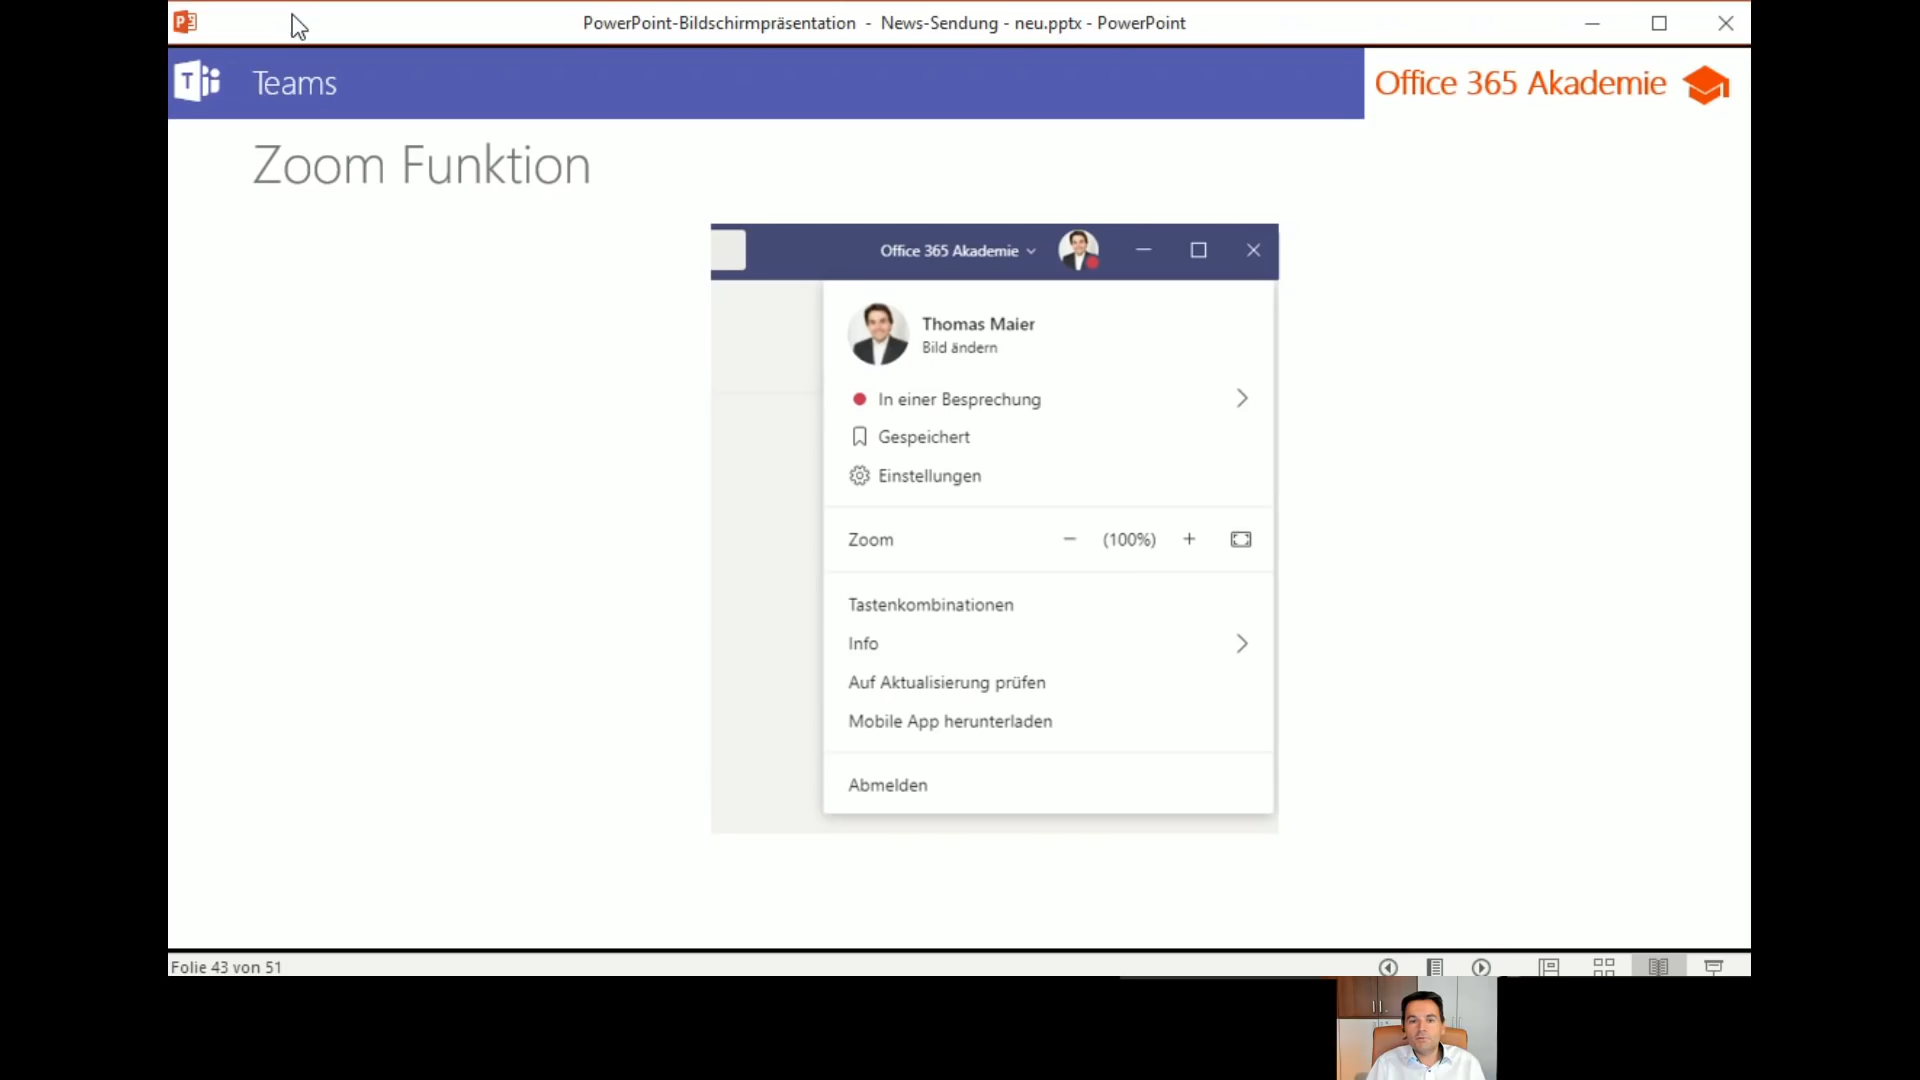 PowerPoint-Bildschirmpräsentation - News-Sendung - neu.pptx - PowerPoint
Teams
Office 365 Akademie
Zoom Funktion
Office 365 Akademie
Thomas Maier
Bild ändern
In einer Besprechung
Gespeichert
Einstellungen
Zoom
(100%)
Tastenkombinationen
Info
Auf Aktualisierung prüfen
Mobile App herunterladen
Abmelden
Folie 43 von 51